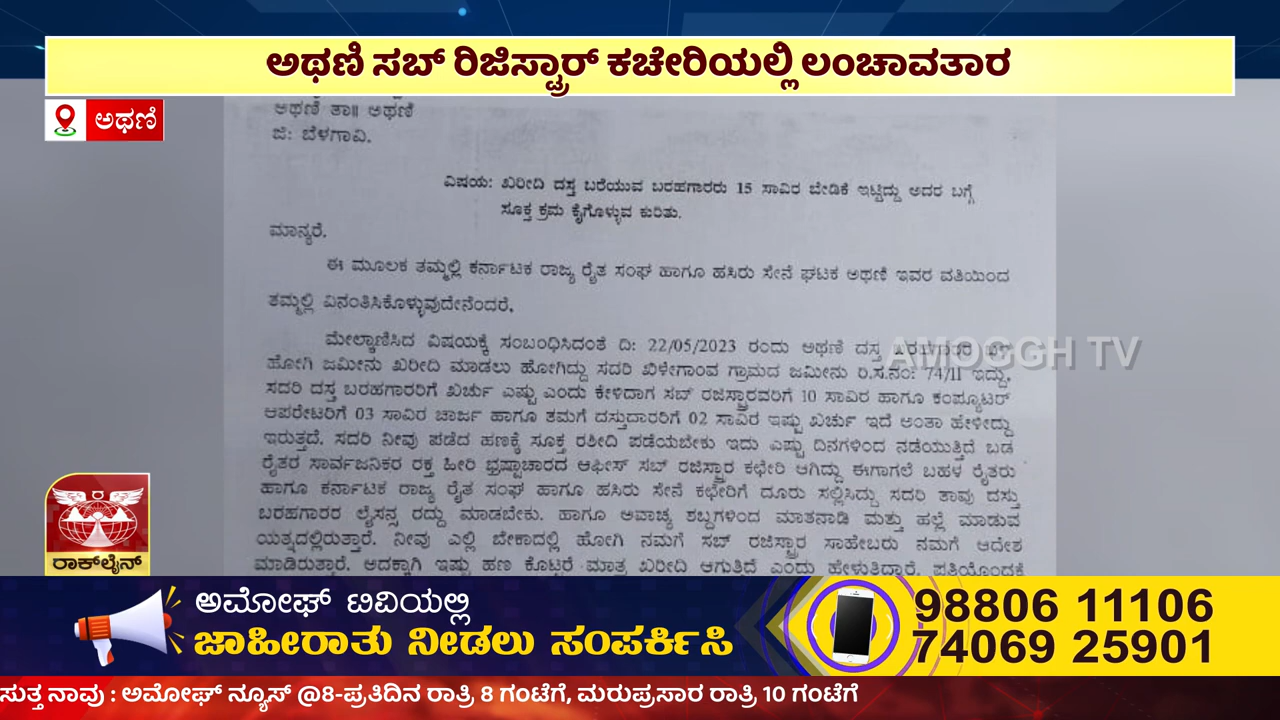 ಅಥಣಿ ಸಬ್ ರಿಜಿಸ್ಟ್ರಾರ್ ಕಚೇರಿಯಲ್ಲಿ ಲಂಚಾವತಾರ
ಅಥಣಿ
ಅಥಣಿ ತಾ॥ ಅಥಣಿ
ಜಿ: ಬೆಳಗಾವಿ.
ವಿಷಯ: ಖರೀದಿ ದಸ್ತ ಬರೆಯುವ ಬರಹಗಾರರು 15 ಸಾವಿರ ಬೇಡಿಕೆ ಇಟ್ಟಿದ್ದು ಅದರ ಬಗ್ಗೆ
ಸೂಕ್ತ ಕ್ರಮ ಕೈಗೊಳ್ಳುವ ಕುರಿತು.
ಮಾನ್ಯರೆ,
ಈ ಮೂಲಕ ತಮ್ಮಲ್ಲಿ ಕರ್ನಾಟಕ ರಾಜ್ಯ ರೈತ ಸಂಘ ಹಾಗೂ ಹಸಿರು ಸೇನೆ ಘಟಕ ಅಥಣಿ ಇವರ ವತಿಯಿಂದ
ತಮ್ಮಲ್ಲಿ ವಿನಂತಿಸಿಕೊಳ್ಳುವುದೇನೆಂದರೆ,
ಮೇಲ್ಕಾಣಿಸಿದ ವಿಷಯಕ್ಕೆ ಸಂಬಂಧಿಸಿದಂತೆ ದಿ: 22/05/2023 ರಂದು ಅಥಣಿ ದಸ್ತ ಬರಹಗಾರರ
AMOGGH TV
ಹೋಗಿ ಜಮೀನು ಖರೀದಿ ಮಾಡಲು ಹೋಗಿದ್ದು ಸದರಿ ಖಿಳೇಗಾಂವ ಗ್ರಾಮದ ಜಮೀನು ರಿ.ಸ.ನಂ: 74/11 ಇದ್ದು,
ಸದರಿ ದಸ್ತ ಬರಹಗಾರರಿಗೆ ಖರ್ಚು ಎಷ್ಟು ಎಂದು ಕೇಳಿದಾಗ ಸಬ್ ರಜಿಸ್ಟ್ರಾರವರಿಗೆ 10 ಸಾವಿರ ಹಾಗೂ ಕಂಪ್ಯೂಟರ್
ಆಪರೇಟರಿಗೆ 03 ಸಾವಿರ ಚಾರ್ಜ ಹಾಗೂ ತಮಗೆ ದಸ್ತುದಾರರಿಗೆ 02 ಸಾವಿರ ಇಷ್ಟು ಖರ್ಚು ಇದೆ ಅಂತಾ ಹೇಳೀದ್ದು
ಇರುತ್ತದೆ. ಸದರಿ ನೀವು ಪಡೆದ ಹಣಕ್ಕೆ ಸೂಕ್ತ ರಶೀದಿ ಪಡೆಯಬೇಕು ಇದು ಎಷ್ಟು ದಿನಗಳಿಂದ ನಡೆಯುತ್ತಿದೆ ಬಡ
ರೈತರ ಸಾರ್ವಜನಿಕರ ರಕ್ತ ಹೀರಿ ಭ್ರಷ್ಟಾಚಾರದ ಆಫೀಸ್ ಸಬ್ ರಜಿಸ್ಟ್ರಾರ ಕಛೇರಿ ಆಗಿದ್ದು ಈಗಾಗಲೆ ಬಹಳ ರೈತರು
ಹಾಗೂ ಕರ್ನಾಟಕ ರಾಜ್ಯ ರೈತ ಸಂಘ ಹಾಗೂ ಹಸಿರು ಸೇನೆ ಕಛೇರಿಗೆ ದೂರು ಸಲ್ಲಿಸಿದ್ದು ಸದರಿ ತಾವು ದಸ್ತು
ಬರಹಗಾರರ ಲೈಸನ್ಸ ರದ್ದು ಮಾಡಬೇಕು. ಹಾಗೂ ಅವಾಚ್ಯ ಶಬ್ದಗಳಿಂದ ಮಾತನಾಡಿ ಮತ್ತು ಹಲ್ಲೆ ಮಾಡುವ
ಯತ್ನದಲ್ಲಿರುತ್ತಾರೆ. ನೀವು ಎಲ್ಲಿ ಬೇಕಾದಲ್ಲಿ ಹೋಗಿ ನಮಗೆ ಸಬ್ ರಜಿಸ್ಟ್ರಾರ ಸಾಹೇಬರು ನಮಗೆ ಆದೇಶ
ಮಾಡಿರುತ್ತಾರೆ. ಅದಕ್ಕಾಗಿ ಇಷ್ಟು ಹಣ ಕೊಟ್ಟರೆ ಮಾತ್ರ ಖರೀದಿ ಆಗುತ್ತಿದೆ ಎಂದು ಹೇಳುತಿದ್ದಾರೆ. ಪ್ರತಿಯೊಂದಕ್ಕೆ
ರಾಕ್‌ಲೈನ್
ಅಮೋಘ್ ಟಿವಿಯಲ್ಲಿ
ಜಾಹೀರಾತು ನೀಡಲು ಸಂಪರ್ಕಿಸಿ
98806 11106
74069 25901
ಸುತ್ತ ನಾವು : ಅಮೋಘ್ ನ್ಯೂಸ್ @8-ಪ್ರತಿದಿನ ರಾತ್ರಿ 8 ಗಂಟೆಗೆ, ಮರುಪ್ರಸಾರ ರಾತ್ರಿ 10 ಗಂಟೆಗೆ